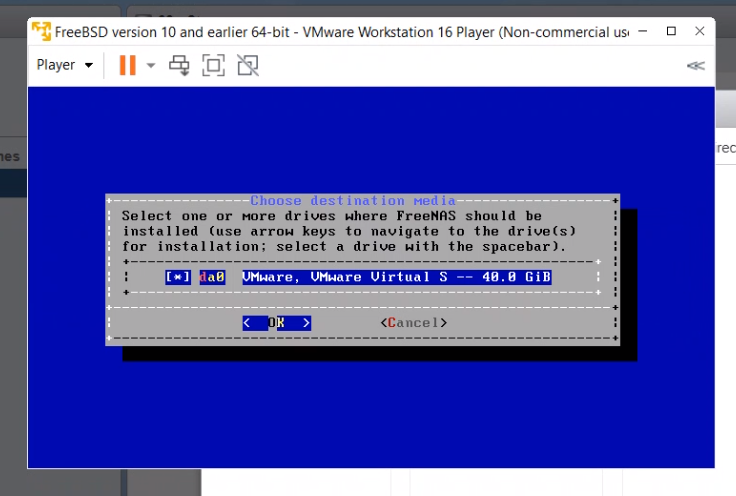 FreeBSD version 10 and earlier 64-bit - VMware Workstation 16 Player (Non-commercial use
Player
Choose destination media
Select one or more drives where FreeNAS should be
installed (use arrow keys to navigate to the drive(s)
for installation; select a drive with the spacebar).
[*] da0 VMware, VMware Virtual S -- 40.0 GiB
< OK > <Cancel>